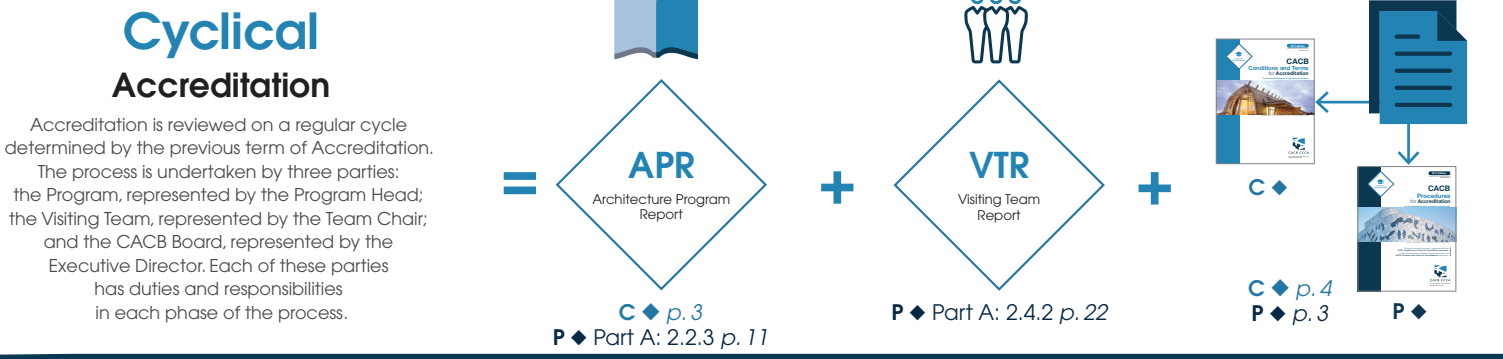 Cyclical
Accreditation
Accreditation is reviewed on a regular cycle
determined by the previous term of Accreditation.
The process is undertaken by three parties:
the Program, represented by the Program Head;
the Visiting Team, represented by the Team Chair;
and the CACB Board, represented by the
Executive Director. Each of these parties
has duties and responsibilities
in each phase of the process.
=
APR
Architecture Program
Report
C ◆ p. 3
P ◆ Part A: 2.2.3 p. 11
+
VTR
Visiting Team
Report
P ◆ Part A: 2.4.2 p. 22
+
CACB
Conditions and Terms
for Accreditation
CACB CCCA
C ◆
C ◆ p. 4
P ◆ p. 3
CACB
Procedures
for Accreditation
CACB CCCA
P ◆